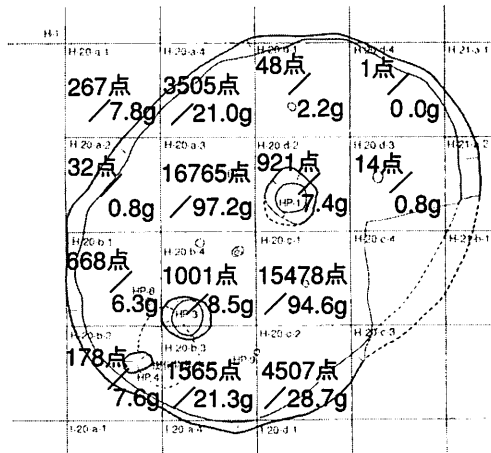 H-1
H-20-a-1
H-20-a-4
H-20-d-1
H-20-d-4
H-21-a-1
267点
7.8g
3505点
21.0g
48点
2.2g
1点
0.0g
H-20-a-2
H-20-a-3
H-20-d-2
H-20-d-3
32点
0.8g
16765点
97.2g
921点
7.4g
HP-1
14点
0.8g
H-20-b-1
H-20-b-4
H-20-c-1
H-20-c-4
H-21-b-1
668点
6.3g
1001点
8.5g
HP-3
15478点
94.6g
H-20-b-2
H-20-b-3
H-20-c-2
H-20-c-3
178点
7.6g
HP-4
1565点
21.3g
4507点
28.7g
I-20-a-1
I-20-a-4
I-20-d-1